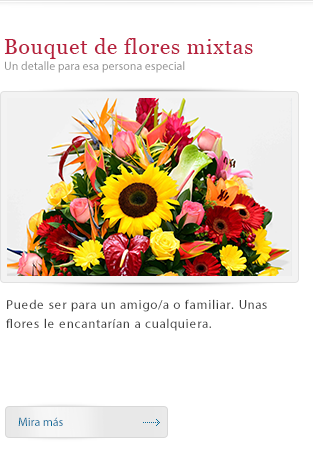 Bouquet de flores mixtas
Un detalle para esa persona especial
Puede ser para un amigo/a o familiar. Unas
flores le encantarían a cualquiera.
Mira más